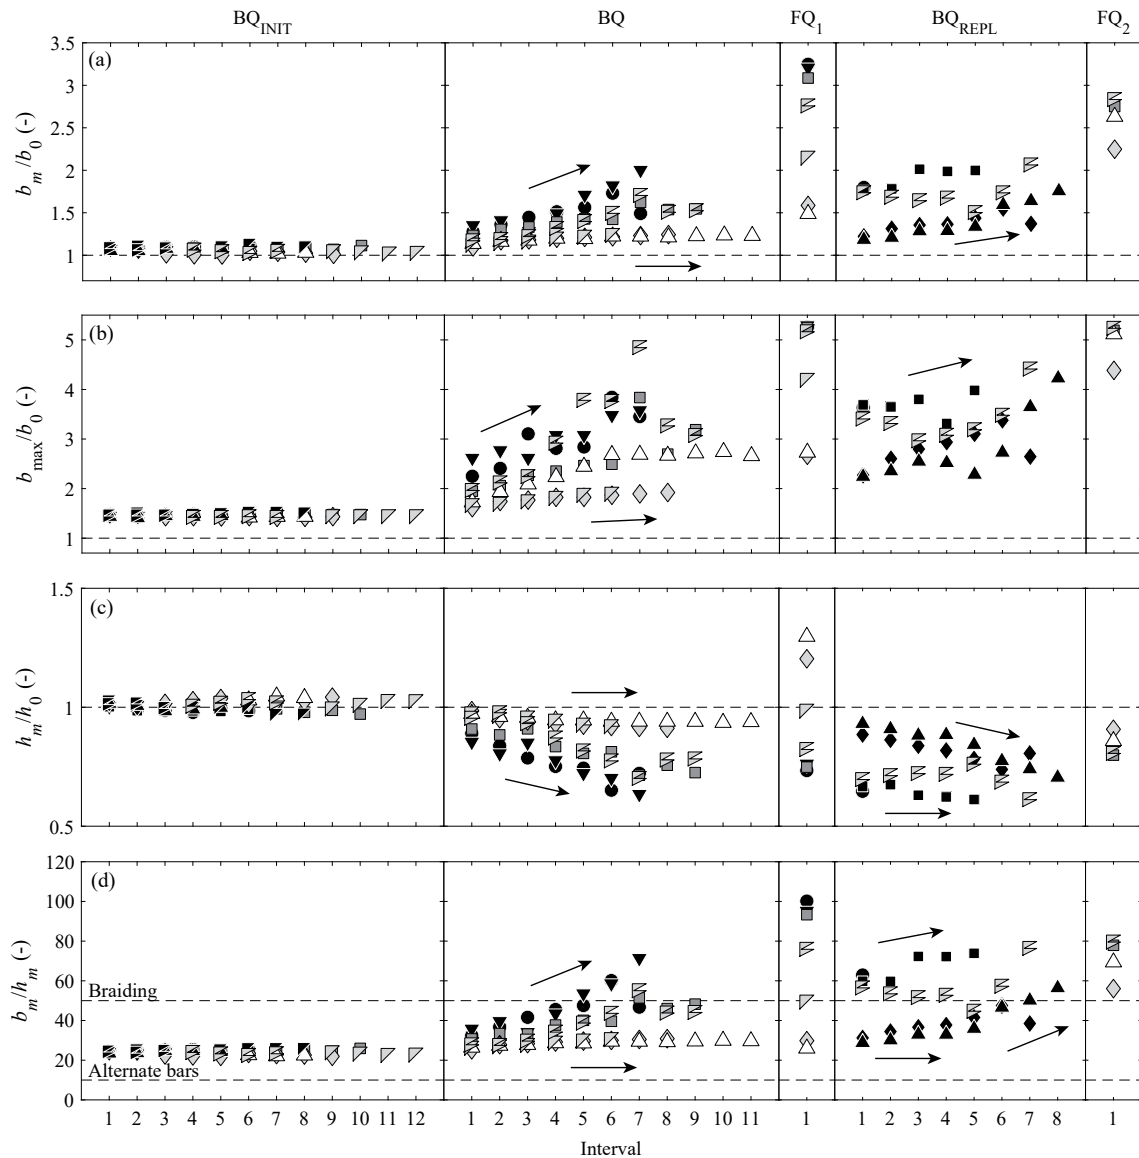 BQ_INIT BQ FQ_1 BQ_REPL FQ_2
(a)
b_m/b_0 (-)
3.5
3
2.5
2
1.5
1
(b)
b_max/b_0 (-)
5
4
3
2
1
(c)
h_m/h_0 (-)
1.5
1
0.5
(d)
b_m/h_m (-)
120
100
80
60
40
20
0
Braiding
Alternate bars
1 2 3 4 5 6 7 8 9 10 11 12 1 2 3 4 5 6 7 8 9 10 11 1 1 2 3 4 5 6 7 8 1
Interval